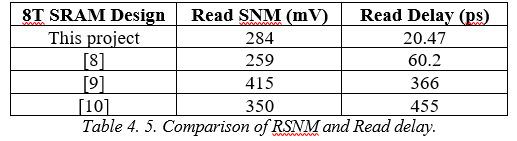 8T SRAM Design Read SNM (mV) Read Delay (ps)
This project 284 20.47
[8] 259 60.2
[9] 415 366
[10] 350 455
Table 4. 5. Comparison of RSNM and Read delay.